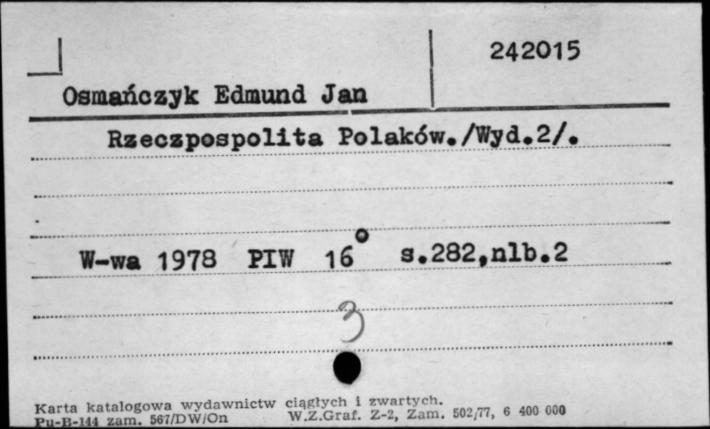 242015
Osmańczyk Edmund Jan
Rzeczpospolita Polaków./Wyd.2/.
W-wa 1978 PIW 16° s.282,nlb.2
3
Karta katalogowa wydawnictw ciągłych i zwartych.
Pu-B-144 zam. 567/DW/On W.Z.Graf. Z-2, Zam. 502/77, 6 400 000